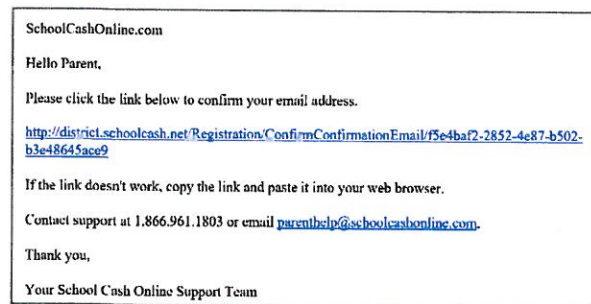 SchoolCashOnline.com
Hello Parent,
Please click the link below to confirm your email address.
http://district.schoolcash.net/Registration/ConfirmConfirmationEmail/f5e4baf2-2852-4e87-b502-
b3e48645ace9
If the link doesn't work, copy the link and paste it into your web browser.
Contact support at 1.866.961.1803 or email parenthelp@schoolcashonline.com.
Thank you,
Your School Cash Online Support Team